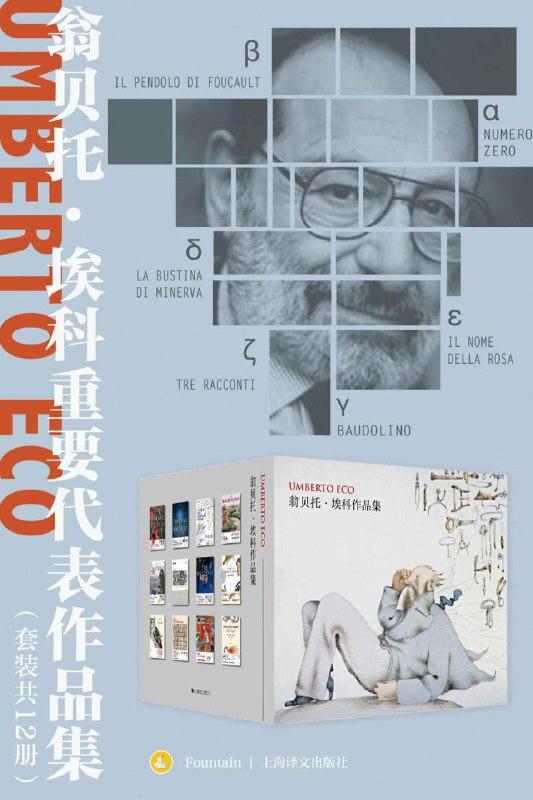 UMBERTO ECO
翁贝托·埃科重要代表作品集
（套装共12册）
β
IL PENDOLO DI FOUCAULT
α
NUMERO
ZERO
δ
LA BUSTINA
DI MINERVA
ε
IL NOME
DELLA ROSA
ζ
TRE RACCONTI
γ
BAUDOLINO
UMBERTO ECO
翁贝托·埃科作品集
UMBERTO ECO
翁贝托·埃科作品集
Fountain | 上海译文出版社